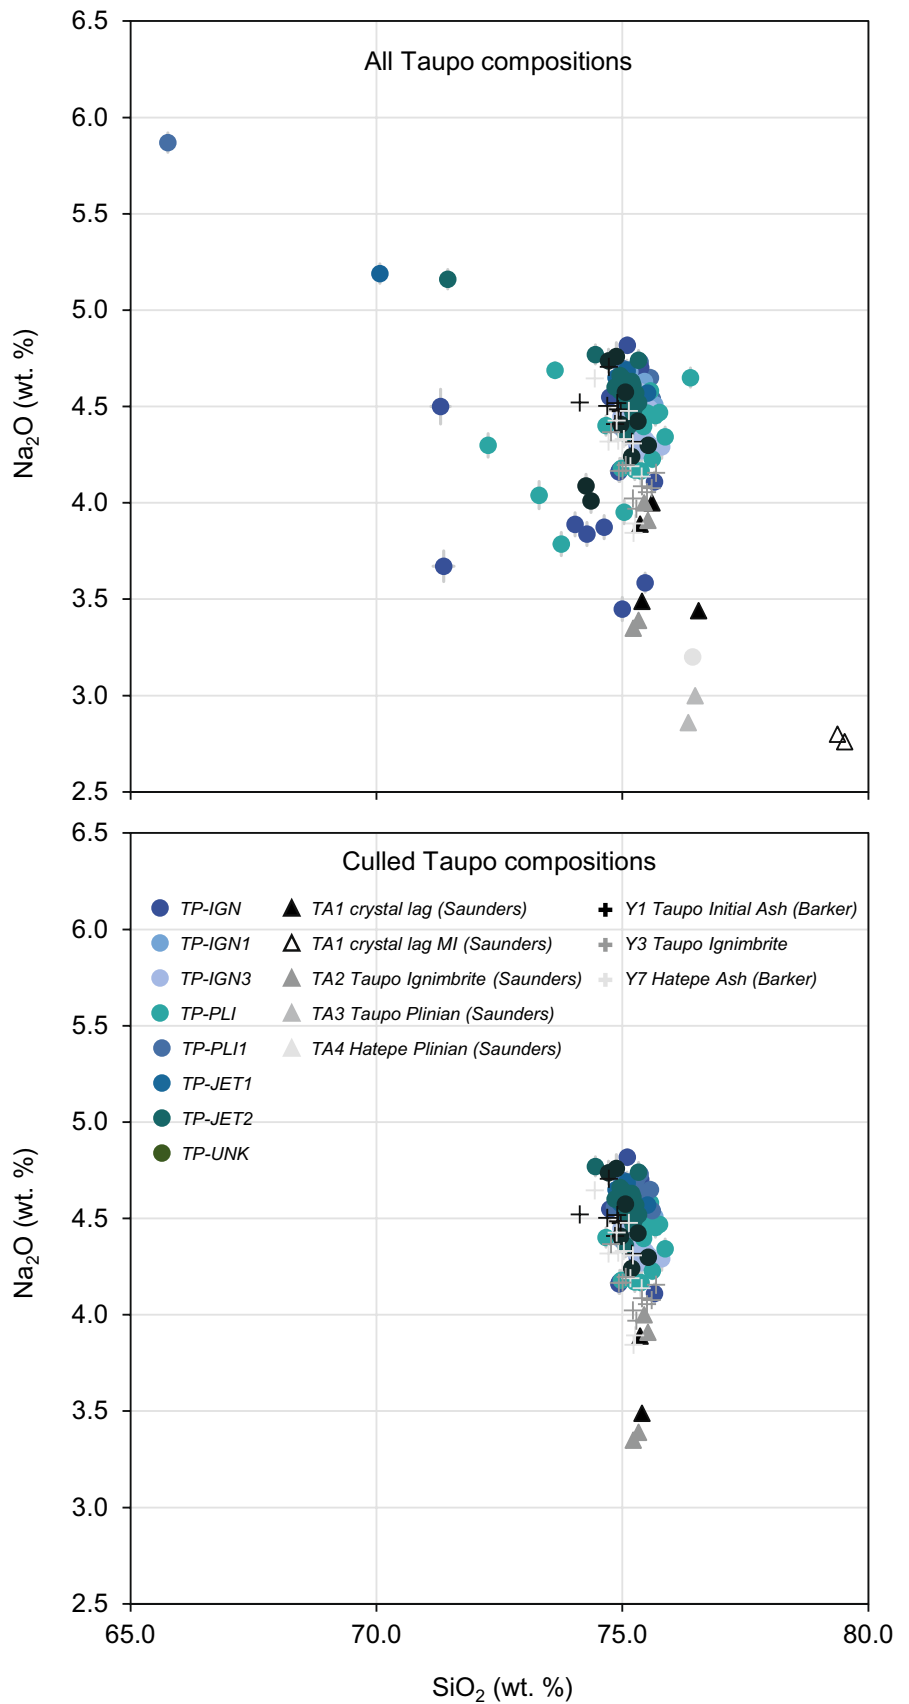 6.5
All Taupo compositions
6.0
5.5
5.0
Na₂O (wt. %)
4.5
4.0
3.5
3.0
2.5
6.5
Culled Taupo compositions
TP-IGN TA1 crystal lag (Saunders) Y1 Taupo Initial Ash (Barker)
6.0
TP-IGN1 TA1 crystal lag MI (Saunders) Y3 Taupo Ignimbrite
TP-IGN3 TA2 Taupo Ignimbrite (Saunders) Y7 Hatepe Ash (Barker)
TP-PLI TA3 Taupo Plinian (Saunders)
5.5
TP-PLI1 TA4 Hatepe Plinian (Saunders)
TP-JET1
5.0
TP-JET2
TP-UNK
Na₂O (wt. %)
4.5
4.0
3.5
3.0
2.5
65.0 70.0 75.0 80.0
SiO₂ (wt. %)